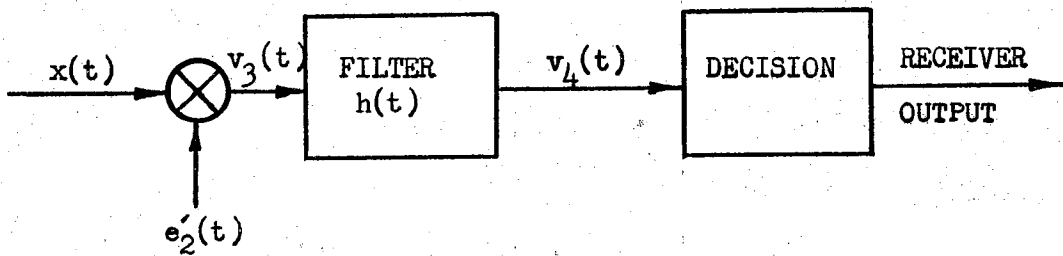 x(t)
v₃(t)
FILTER
h(t)
v₄(t)
DECISION
RECEIVER
OUTPUT
e₂′(t)